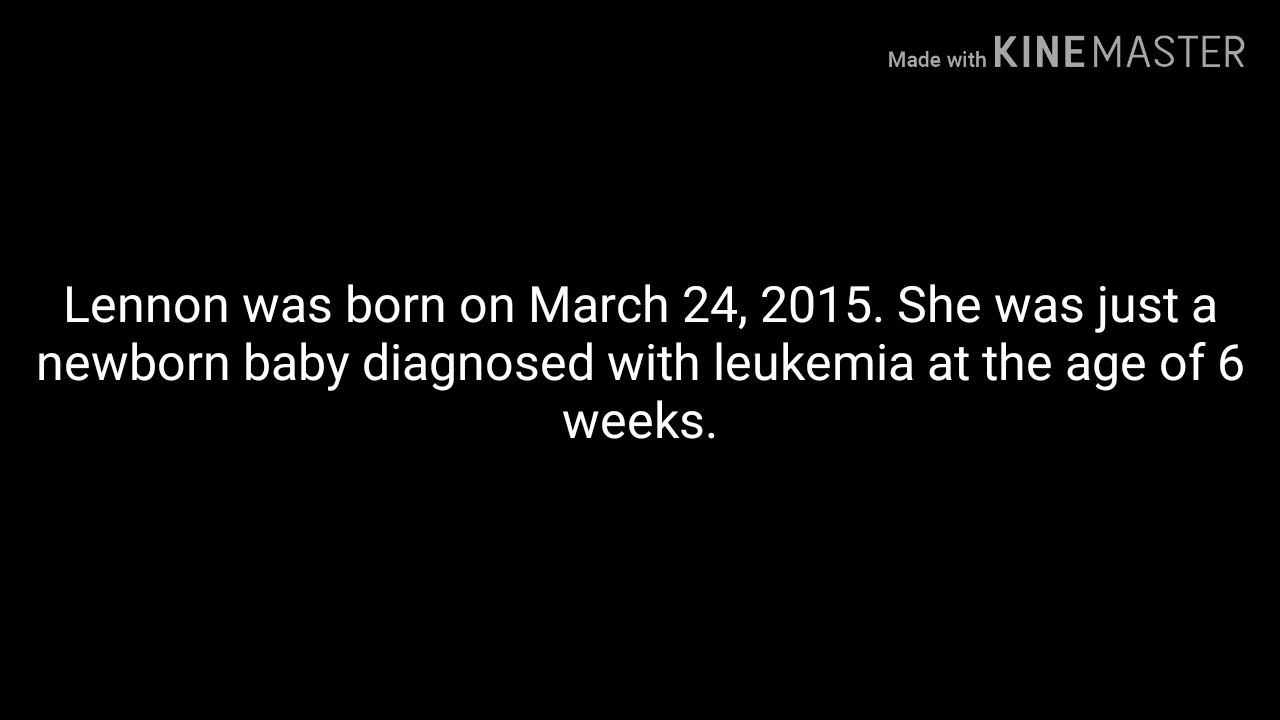 Made with KINEMASTER
Lennon was born on March 24, 2015. She was just a
newborn baby diagnosed with leukemia at the age of 6
weeks.